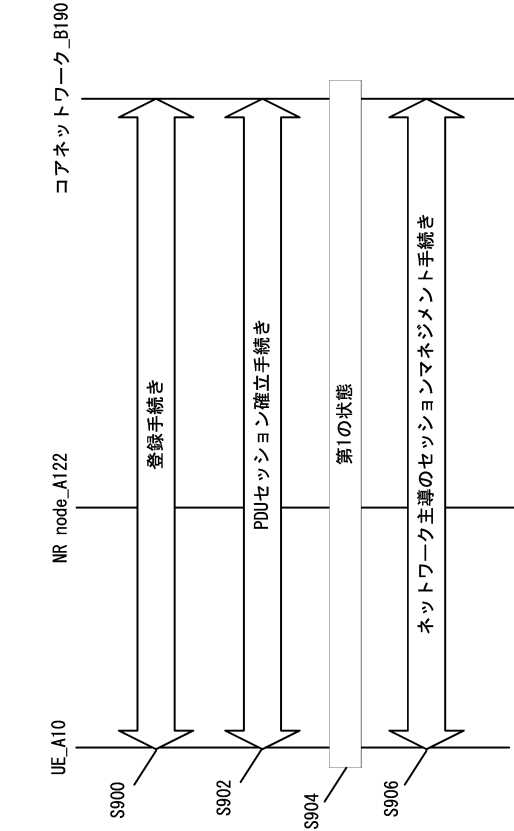 UE_A10
NR node_A122
コアネットワーク_B190
S900
登録手続き
S902
PDUセッション確立手続き
S904
第1の状態
S906
ネットワーク主導のセッションマネジメント手続き